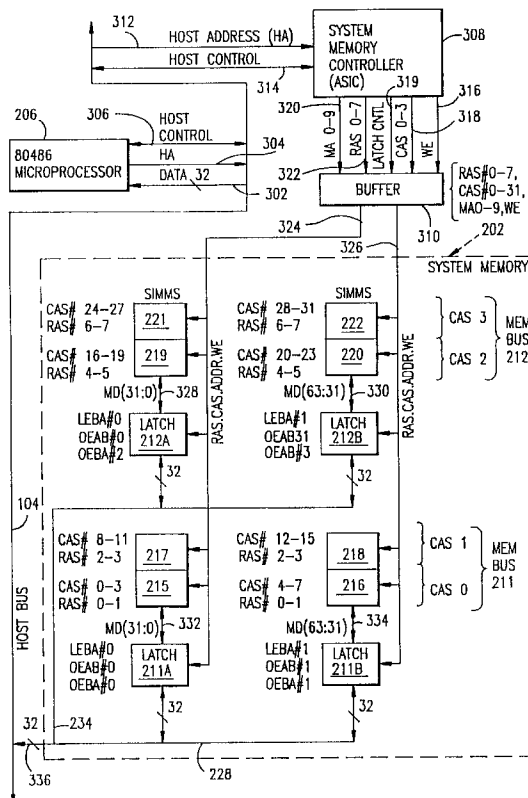 312
HOST ADDRESS (HA)
HOST CONTROL
314
SYSTEM
MEMORY
CONTROLLER
(ASIC)
308
319
316
320
318
MA 0-9
RAS 0-7
LATCH CNTL
CAS 0-3
WE
322
206
306
HOST
CONTROL
304
80486
MICROPROCESSOR
HA
DATA
32
302
BUFFER
310
324
326
RAS#0-7,
CAS#0-31,
MA0-9,WE
202
SYSTEM MEMORY
SIMMS
SIMMS
CAS# 24-27
RAS# 6-7
221
CAS# 28-31
RAS# 6-7
222
CAS 3
CAS# 16-19
RAS# 4-5
219
CAS# 20-23
RAS# 4-5
220
CAS 2
MEM
BUS
212
MD(31:0)
328
MD(63:31)
330
RAS.CAS.ADDR.WE
RAS.CAS.ADDR.WE
LEBA#0
OEAB#0
OEBA#2
LATCH
212A
LEBA#1
OEAB31
OEBA#3
LATCH
212B
32
32
104
HOST BUS
CAS# 8-11
RAS# 2-3
217
CAS# 12-15
RAS# 2-3
218
CAS 1
CAS# 0-3
RAS# 0-1
215
CAS# 4-7
RAS# 0-1
216
CAS 0
MEM
BUS
211
MD(31:0)
332
MD(63:31)
334
LEBA#0
OEAB#0
OEBA#0
LATCH
211A
LEBA#1
OEAB#1
OEBA#1
LATCH
211B
32
32
32
336
234
228